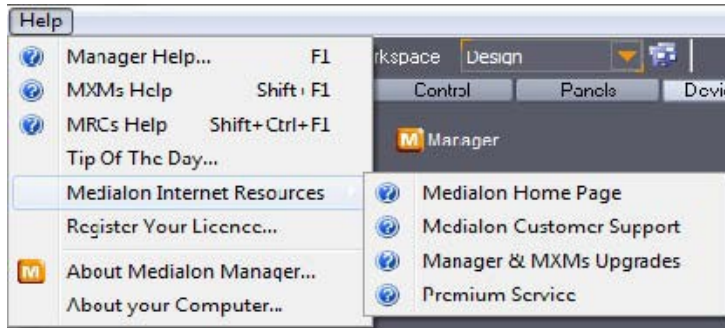 Help
Manager Help... F1
MXMs Help Shift+F1
MRCs Help Shift+Ctrl+F1
Tip Of The Day...
Medialon Internet Resources
Register Your Licence...
About Medialon Manager...
About your Computer...
rkspace Design
Control Panels Devi
Manager
Medialon Home Page
Medialon Customer Support
Manager & MXMs Upgrades
Premium Service